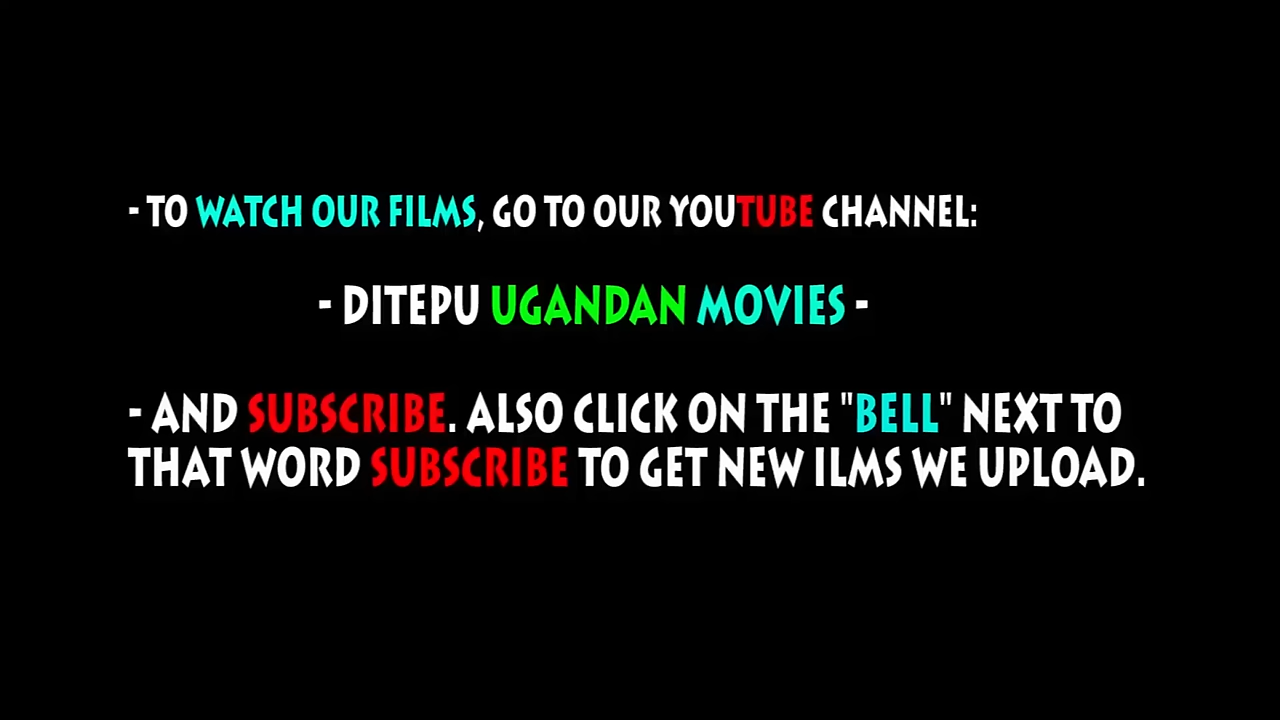 - TO WATCH OUR FILMS, GO TO OUR YOUTUBE CHANNEL:
- DITEPU UGANDAN MOVIES -
- AND SUBSCRIBE. ALSO CLICK ON THE "BELL" NEXT TO
THAT WORD SUBSCRIBE TO GET NEW ILMS WE UPLOAD.